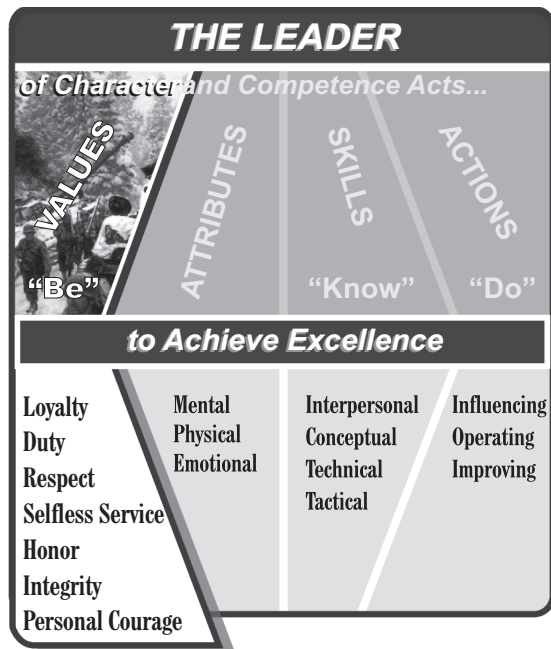 THE LEADER
of Character and Competence Acts...
VALUES
ATTRIBUTES
SKILLS
ACTIONS
“Be”
“Know”
“Do”
to Achieve Excellence
Loyalty
Duty
Respect
Selfless Service
Honor
Integrity
Personal Courage
Mental
Physical
Emotional
Interpersonal
Conceptual
Technical
Tactical
Influencing
Operating
Improving